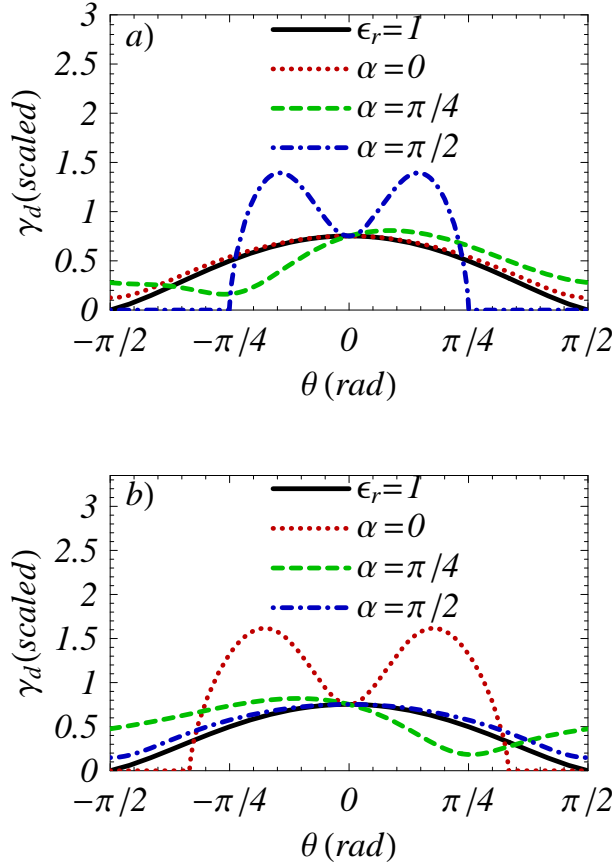 a)
ϵr=1
α=0
α=π/4
α=π/2
3
2.5
2
1.5
1
0.5
0
γd(scaled)
−π/2 −π/4 0 π/4 π/2
θ(rad)
b)
ϵr=1
α=0
α=π/4
α=π/2
3
2.5
2
1.5
1
0.5
0
γd(scaled)
−π/2 −π/4 0 π/4 π/2
θ(rad)